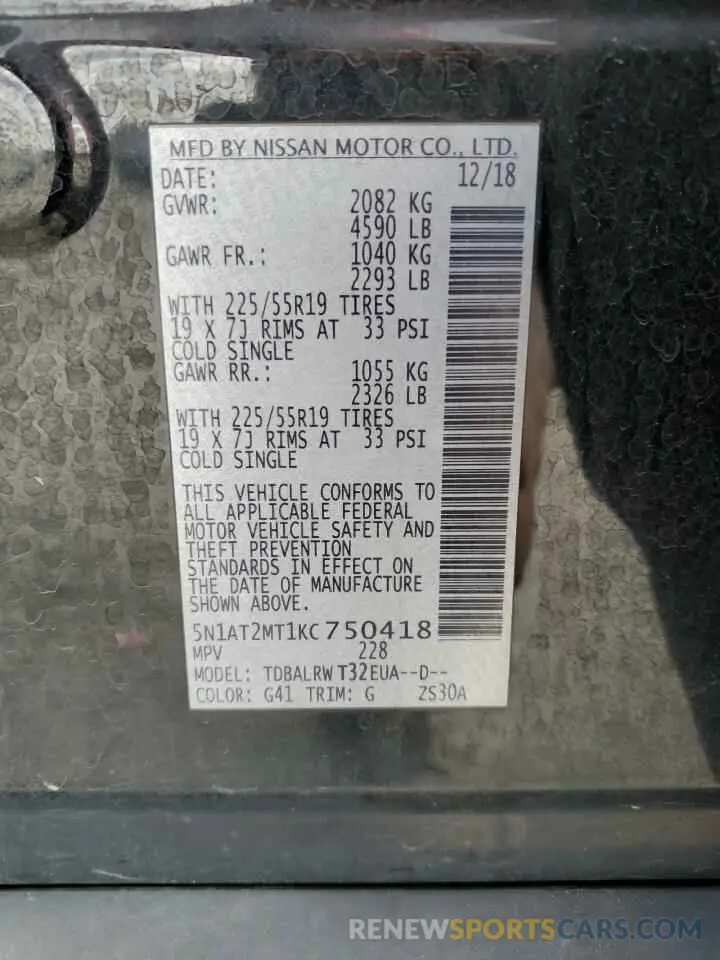 MFD BY NISSAN MOTOR CO., LTD.
DATE: 12/18
GVWR: 2082 KG
4590 LB
GAWR FR.: 1040 KG
2293 LB
WITH 225/55R19 TIRES
19 X 7J RIMS AT 33 PSI
COLD SINGLE
GAWR RR.: 1055 KG
2326 LB
WITH 225/55R19 TIRES
19 X 7J RIMS AT 33 PSI
COLD SINGLE
THIS VEHICLE CONFORMS TO
ALL APPLICABLE FEDERAL
MOTOR VEHICLE SAFETY AND
THEFT PREVENTION
STANDARDS IN EFFECT ON
THE DATE OF MANUFACTURE
SHOWN ABOVE.
5N1AT2MT1KC750418
MPV 228
MODEL: TDBALRW T32EUA--D--
COLOR: G41 TRIM: G ZS30A
RENEWSPORTSCARS.COM